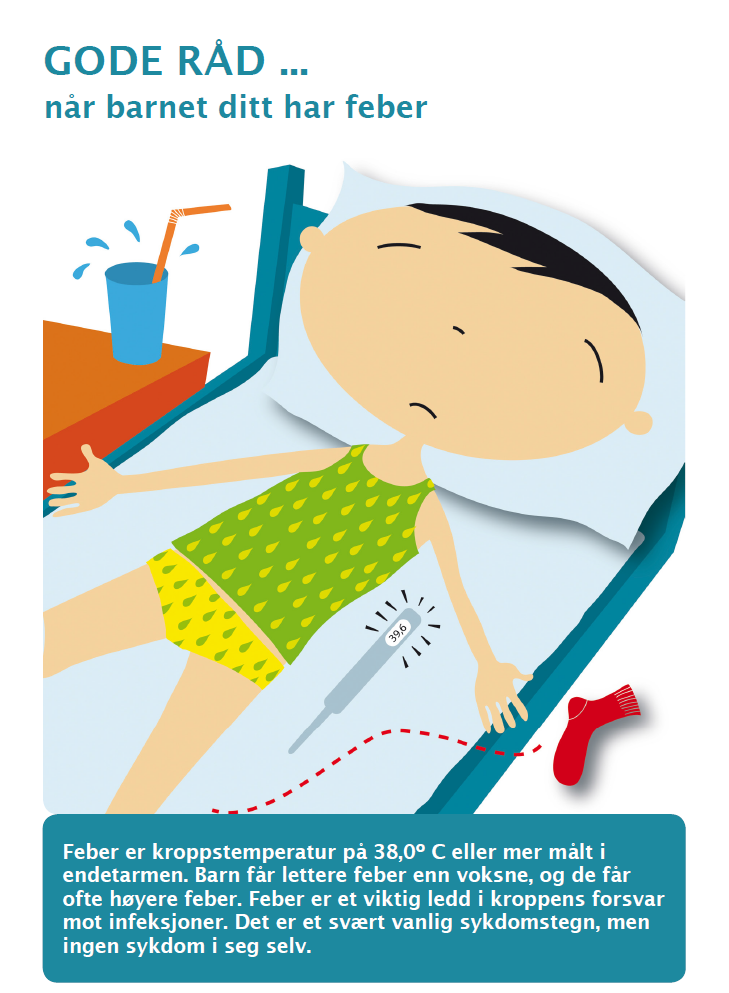 GODE RÅD ...
når barnet ditt har feber
39,6
Feber er kroppstemperatur på 38,0º C eller mer målt i
endetarmen. Barn får lettere feber enn voksne, og de får
ofte høyere feber. Feber er et viktig ledd i kroppens forsvar
mot infeksjoner. Det er et svært vanlig sykdomstegn, men
ingen sykdom i seg selv.